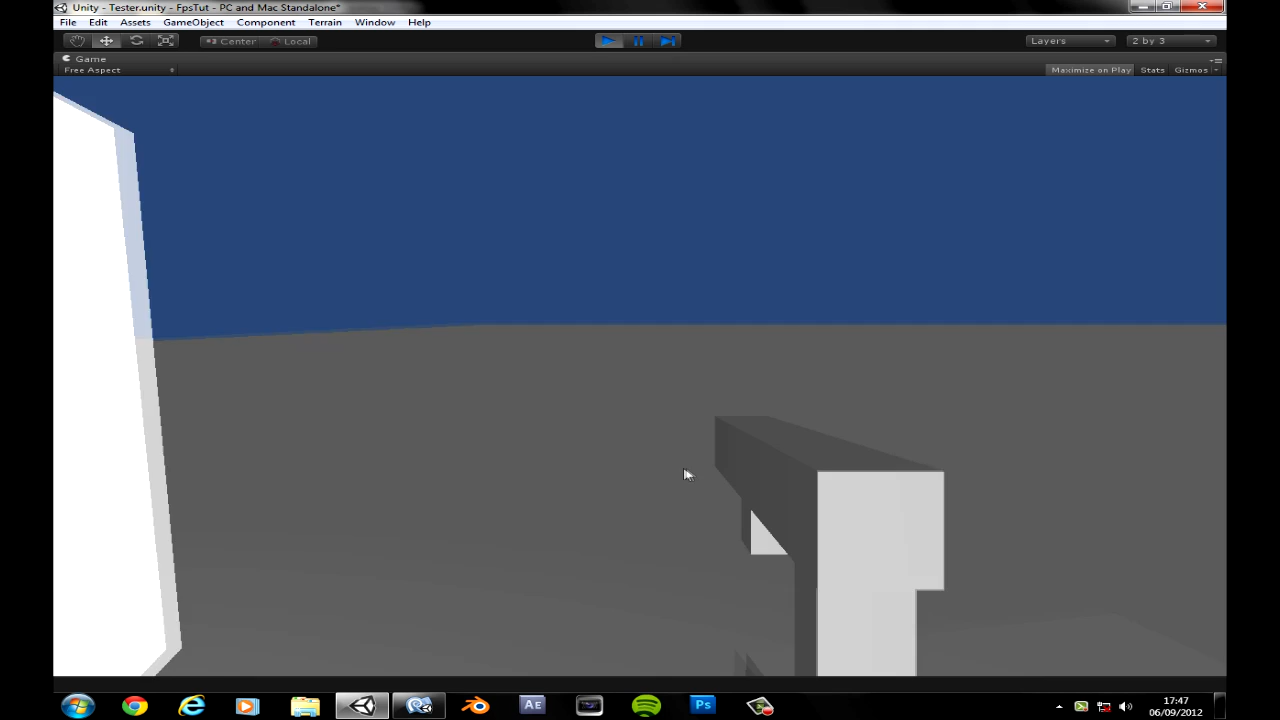 Unity - Tester.unity - FpsTut - PC and Mac Standalone*
File Edit Assets GameObject Component Terrain Window Help
Center Local Layers 2 by 3
Game
Free Aspect Maximize on Play Stats Gizmos
Ae Ps
17:47
06/09/2012